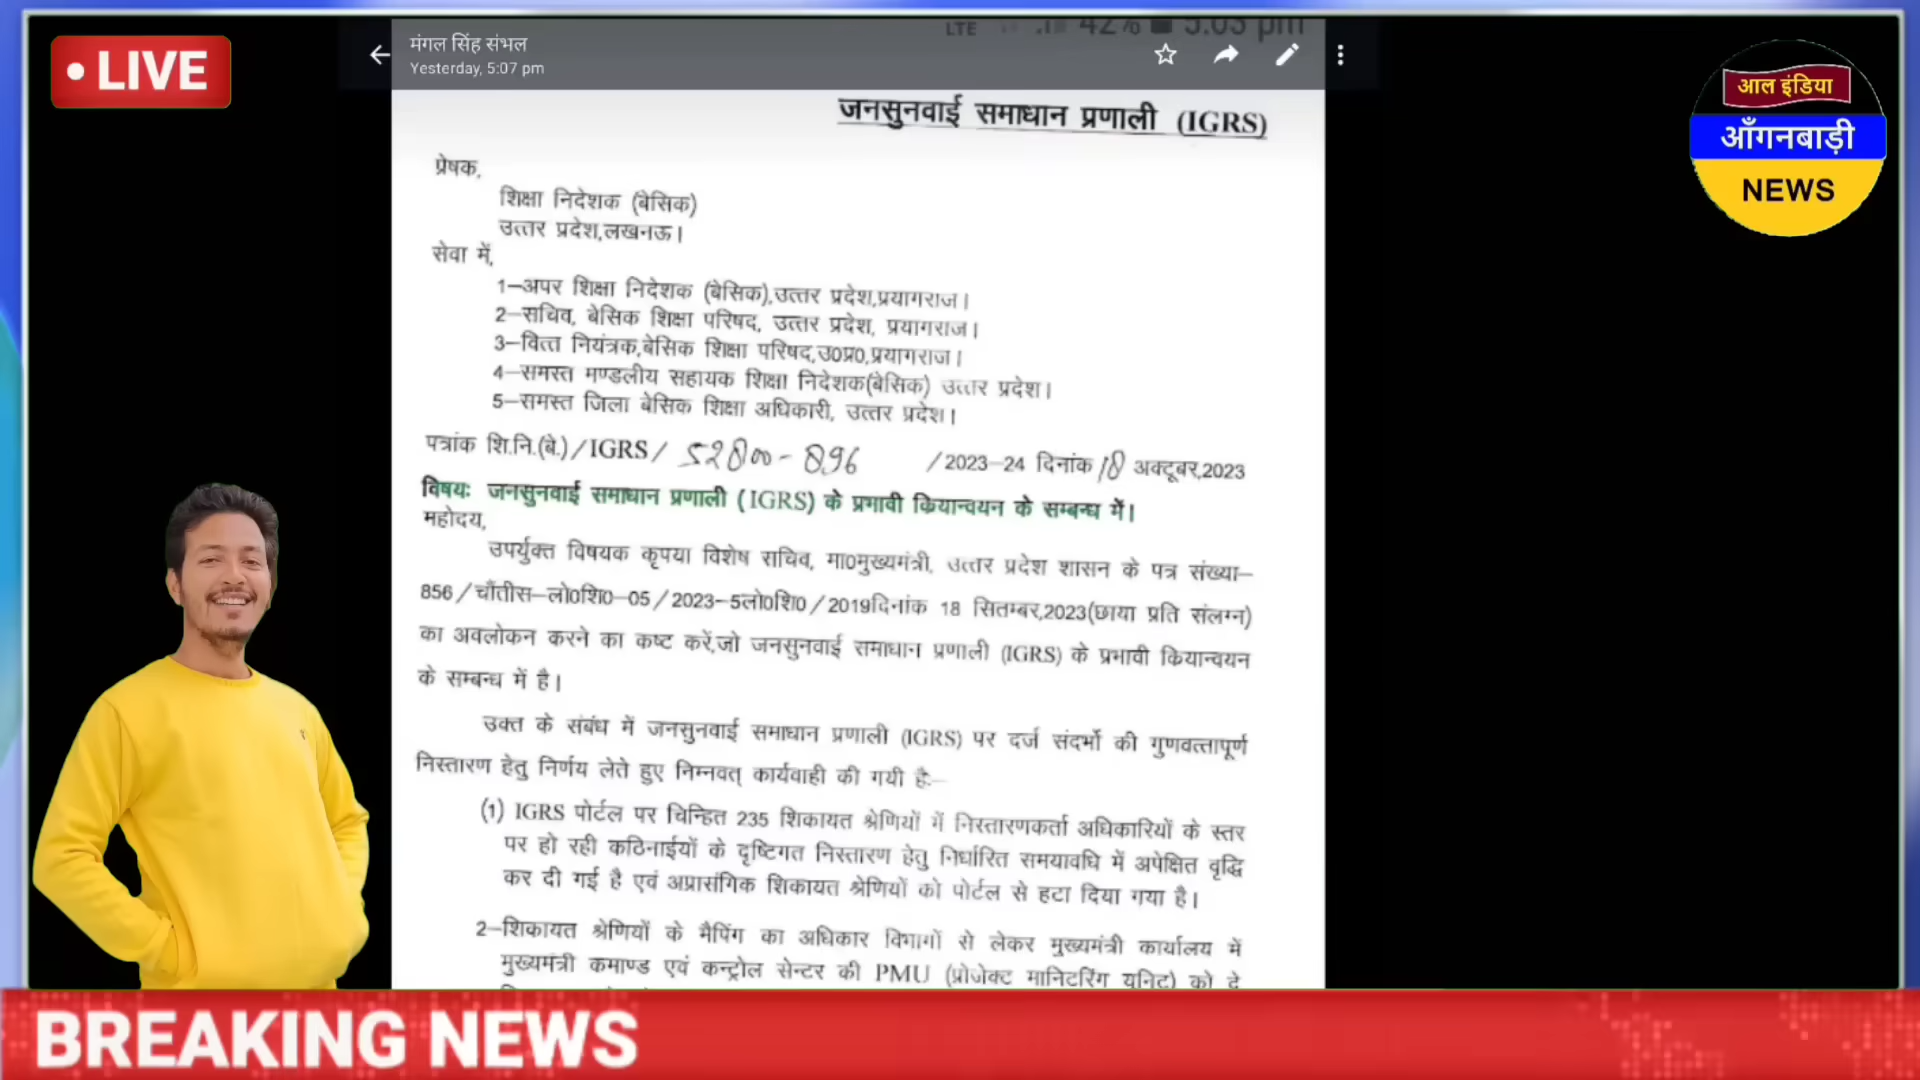 LIVE
LTE 42% 5:03 pm
मंगल सिंह संभल
Yesterday, 5:07 pm
आल इंडिया
आँगनबाड़ी
NEWS
जनसुनवाई समाधान प्रणाली (IGRS)
प्रेषक,
शिक्षा निदेशक (बेसिक)
उत्तर प्रदेश,लखनऊ।
सेवा में,
1—अपर शिक्षा निदेशक (बेसिक),उत्तर प्रदेश,प्रयागराज।
2—सचिव, बेसिक शिक्षा परिषद, उत्तर प्रदेश, प्रयागराज।
3—वित्त नियंत्रक,बेसिक शिक्षा परिषद,उ0प्र0,प्रयागराज।
4—समस्त मण्डलीय सहायक शिक्षा निदेशक(बेसिक) उत्तर प्रदेश।
5—समस्त जिला बेसिक शिक्षा अधिकारी, उत्तर प्रदेश।
पत्रांक शि.नि.(बे.)/IGRS/ 52800-896 /2023—24 दिनांक 18 अक्टूबर,2023
विषयः जनसुनवाई समाधान प्रणाली (IGRS) के प्रभावी कियान्वयन के सम्बन्ध में।
महोदय,
उपर्युक्त विषयक कृपया विशेष सचिव, मा0मुख्यमंत्री, उत्तर प्रदेश शासन के पत्र संख्या—
856/चौंतीस—लो0शि0—05/2023—5लो0शि0/2019दिनांक 18 सितम्बर,2023(छाया प्रति संलग्न)
का अवलोकन करने का कष्ट करें,जो जनसुनवाई समाधान प्रणाली (IGRS) के प्रभावी कियान्वयन
के सम्बन्ध में है।
उक्त के संबंध में जनसुनवाई समाधान प्रणाली (IGRS) पर दर्ज संदर्भो की गुणवत्तापूर्ण
निस्तारण हेतु निर्णय लेते हुए निम्नवत् कार्यवाही की गयी है:—
(1) IGRS पोर्टल पर चिन्हित 235 शिकायत श्रेणियों में निस्तारणकर्ता अधिकारियों के स्तर
पर हो रही कठिनाईयों के दृष्टिगत निस्तारण हेतु निर्धारित समयावधि में अपेक्षित वृद्धि
कर दी गई है एवं अप्रासंगिक शिकायत श्रेणियों को पोर्टल से हटा दिया गया है।
2—शिकायत श्रेणियों के मैपिंग का अधिकार विभागों से लेकर मुख्यमंत्री कार्यालय में
मुख्यमंत्री कमाण्ड एवं कन्ट्रोल सेन्टर की PMU (प्रोजेक्ट मानिटरिंग यूनिट) को दे
BREAKING NEWS